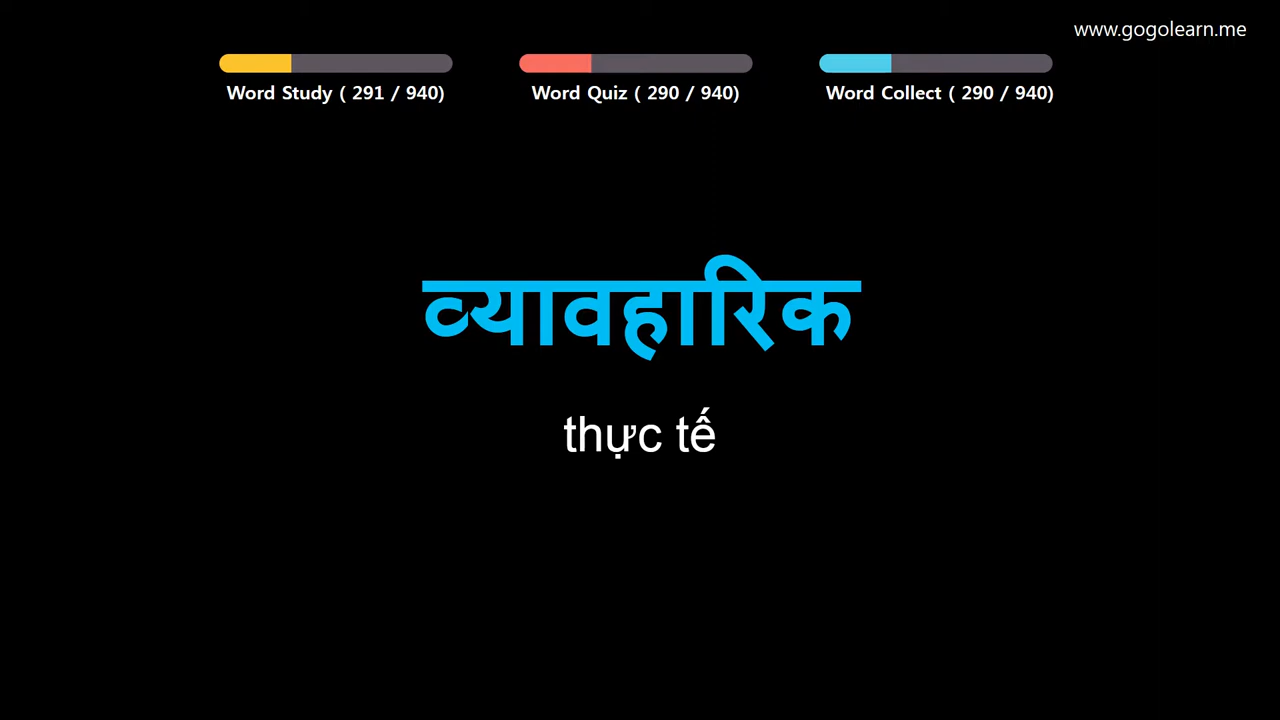 www.gogolearn.me
Word Study ( 291 / 940)
Word Quiz ( 290 / 940)
Word Collect ( 290 / 940)
व्यावहारिक
thực tế